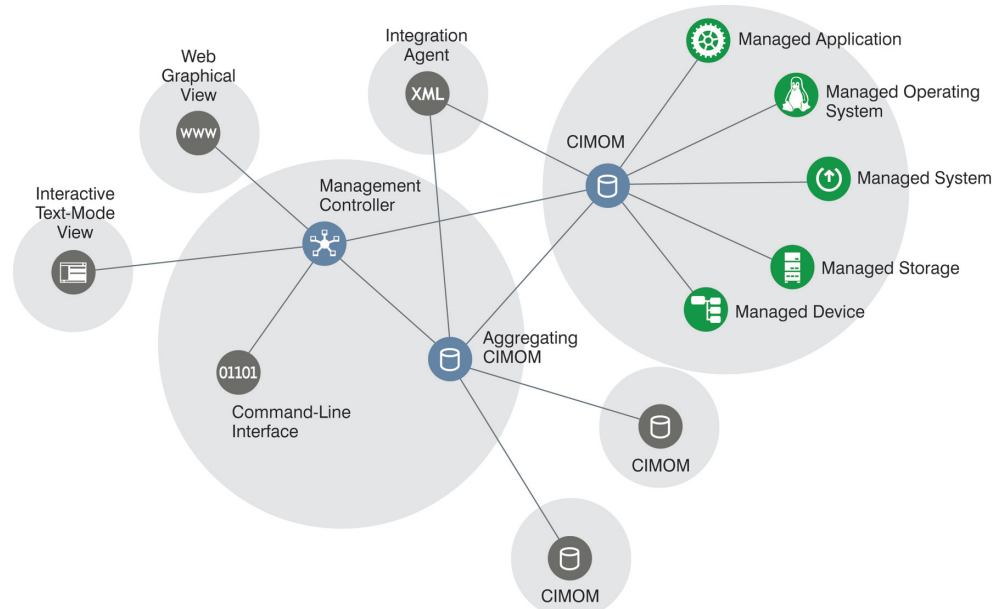 Web
Graphical
View
WWW
Integration
Agent
XML
Managed Application
Managed Operating
System
CIMOM
Managed System
Interactive
Text-Mode
View
Management
Controller
Managed Storage
Managed Device
Aggregating
CIMOM
01101
Command-Line
Interface
CIMOM
CIMOM